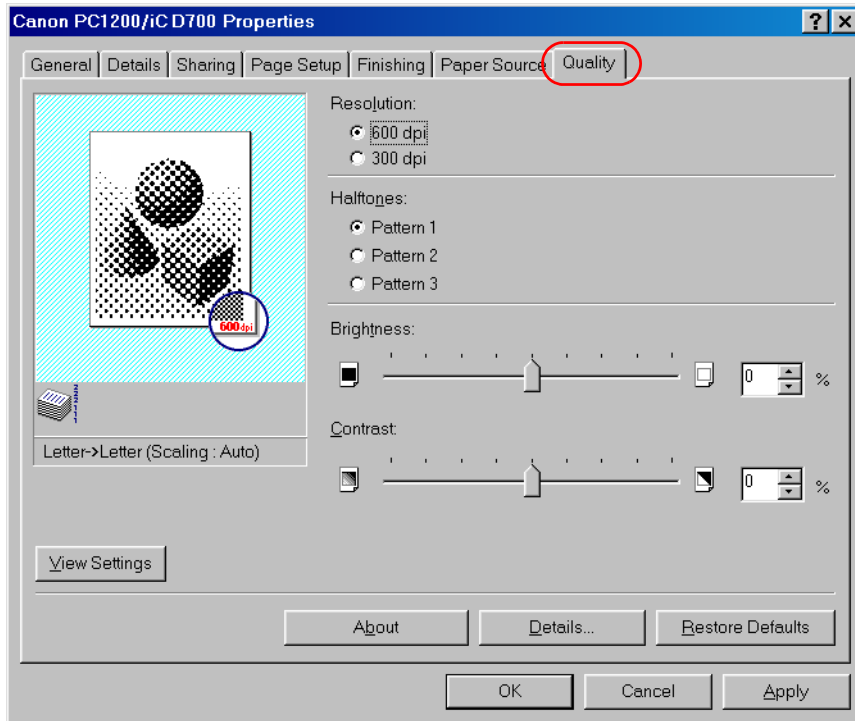 Canon PC1200/iC D700 Properties
General Details Sharing Page Setup Finishing Paper Source Quality
Resolution:
600 dpi
300 dpi
Halftones:
Pattern 1
Pattern 2
Pattern 3
600 dpi
Brightness:
0 %
Letter->Letter (Scaling : Auto)
Contrast:
0 %
View Settings
About Details... Restore Defaults
OK Cancel Apply